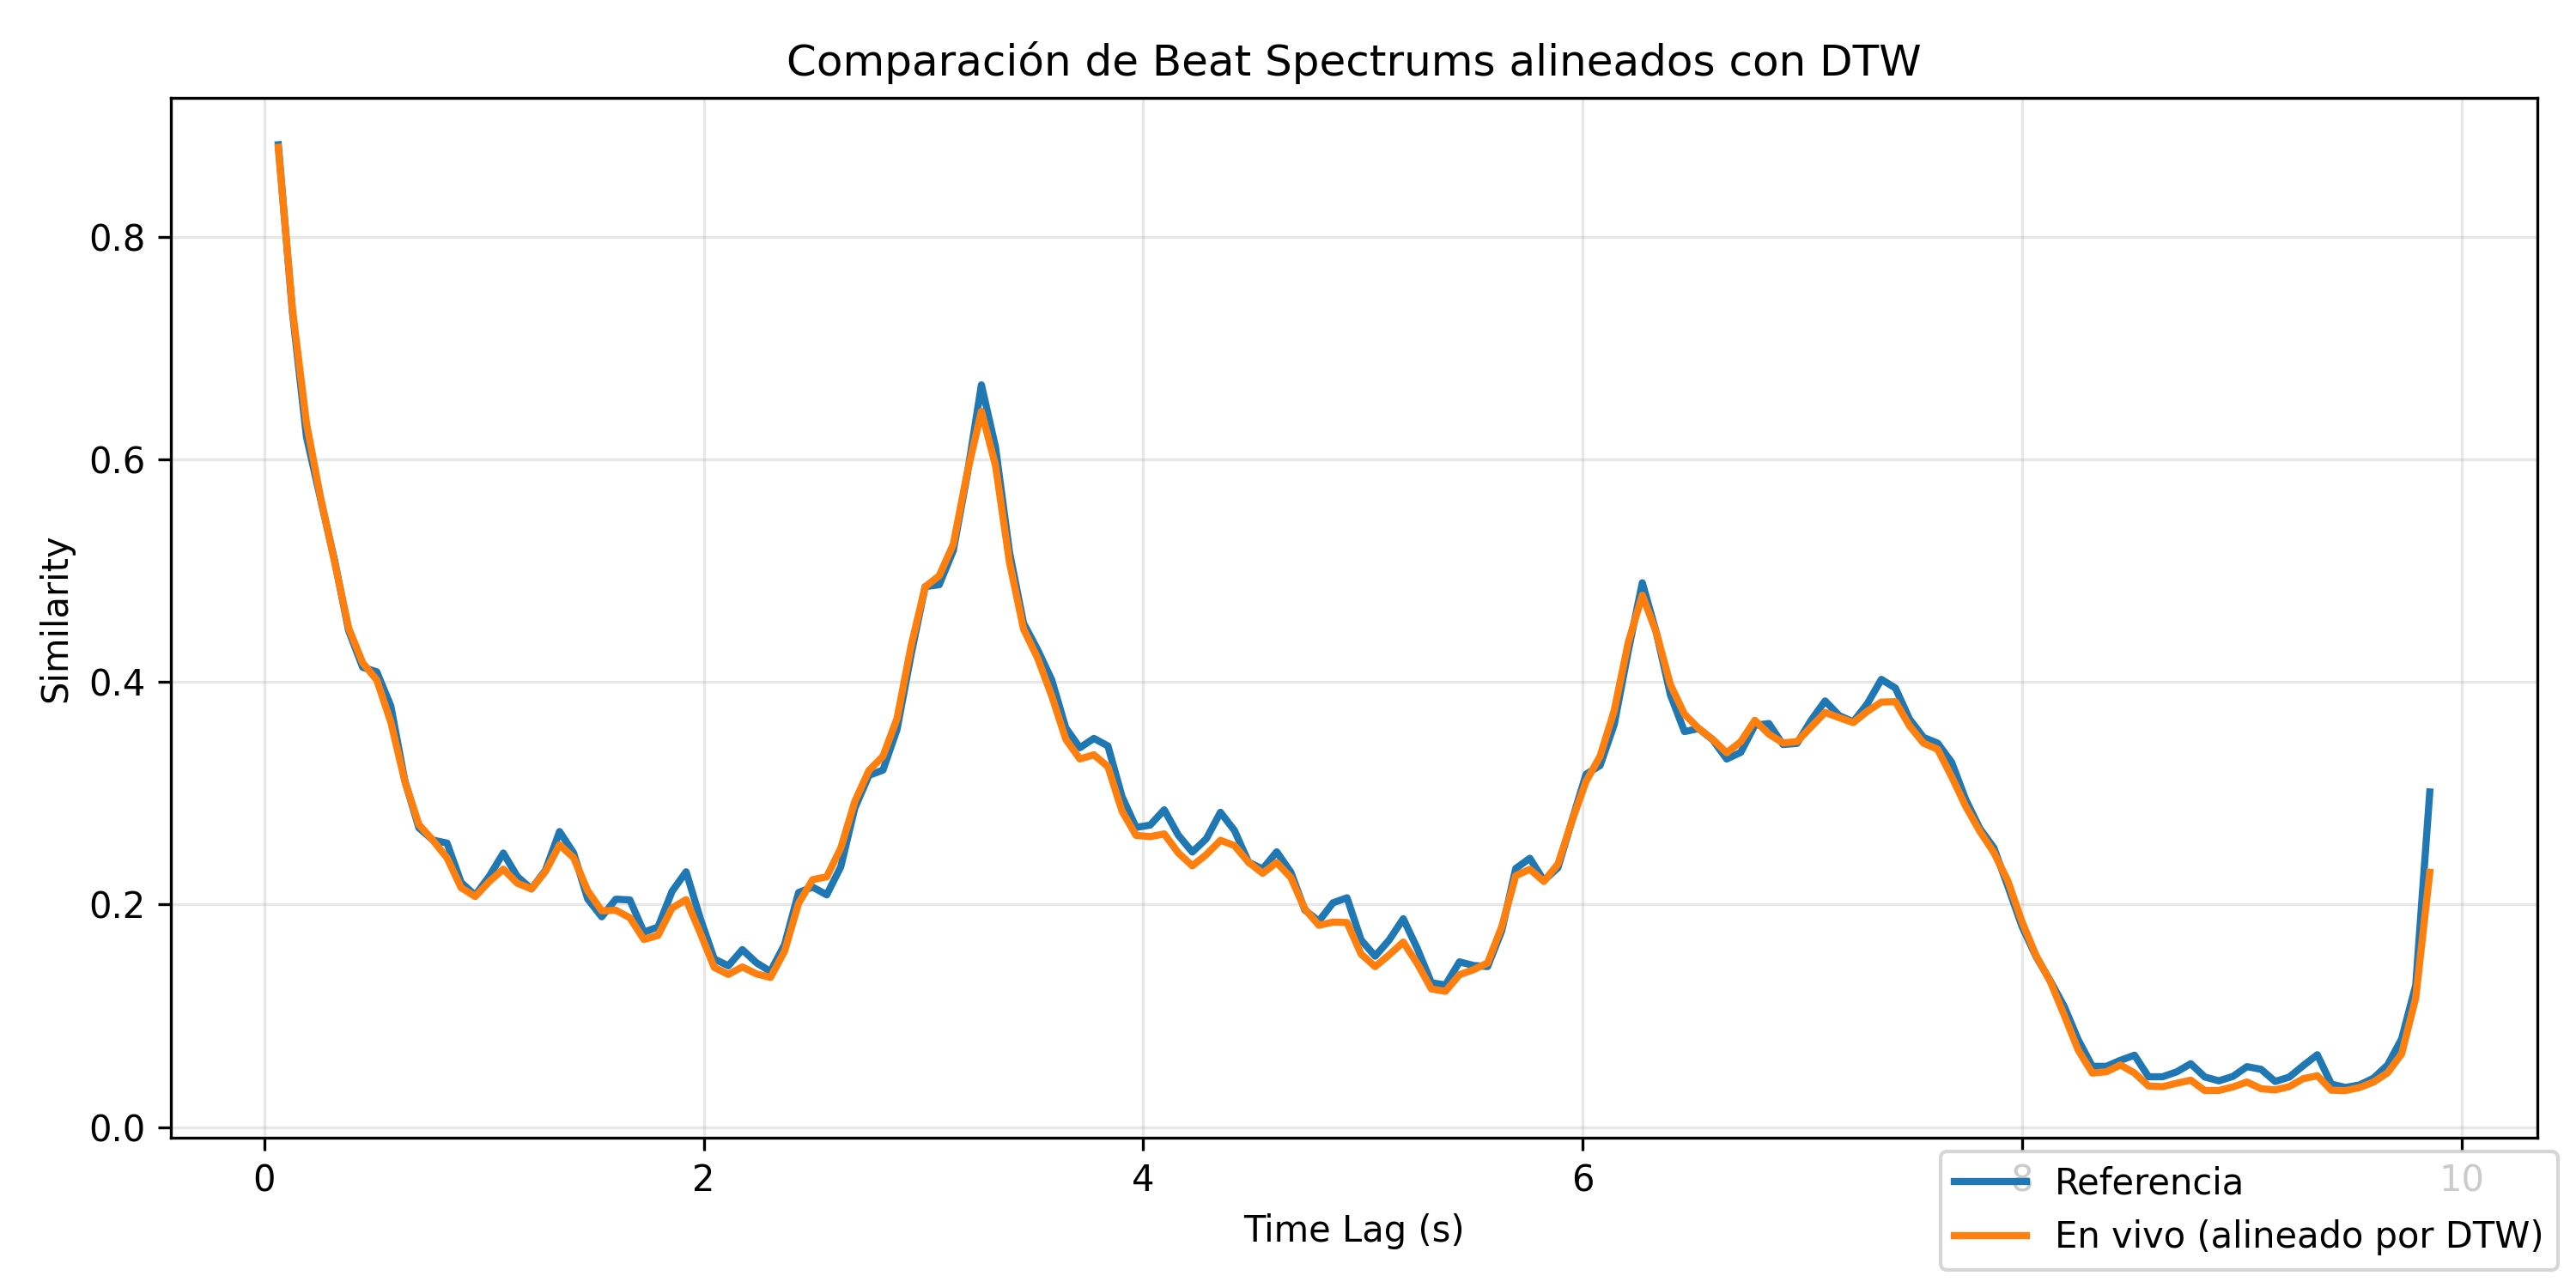 Comparación de Beat Spectrums alineados con DTW
Similarity
0.8
0.6
0.4
0.2
0.0
0 2 4 6 8 10
Time Lag (s)
Referencia
En vivo (alineado por DTW)